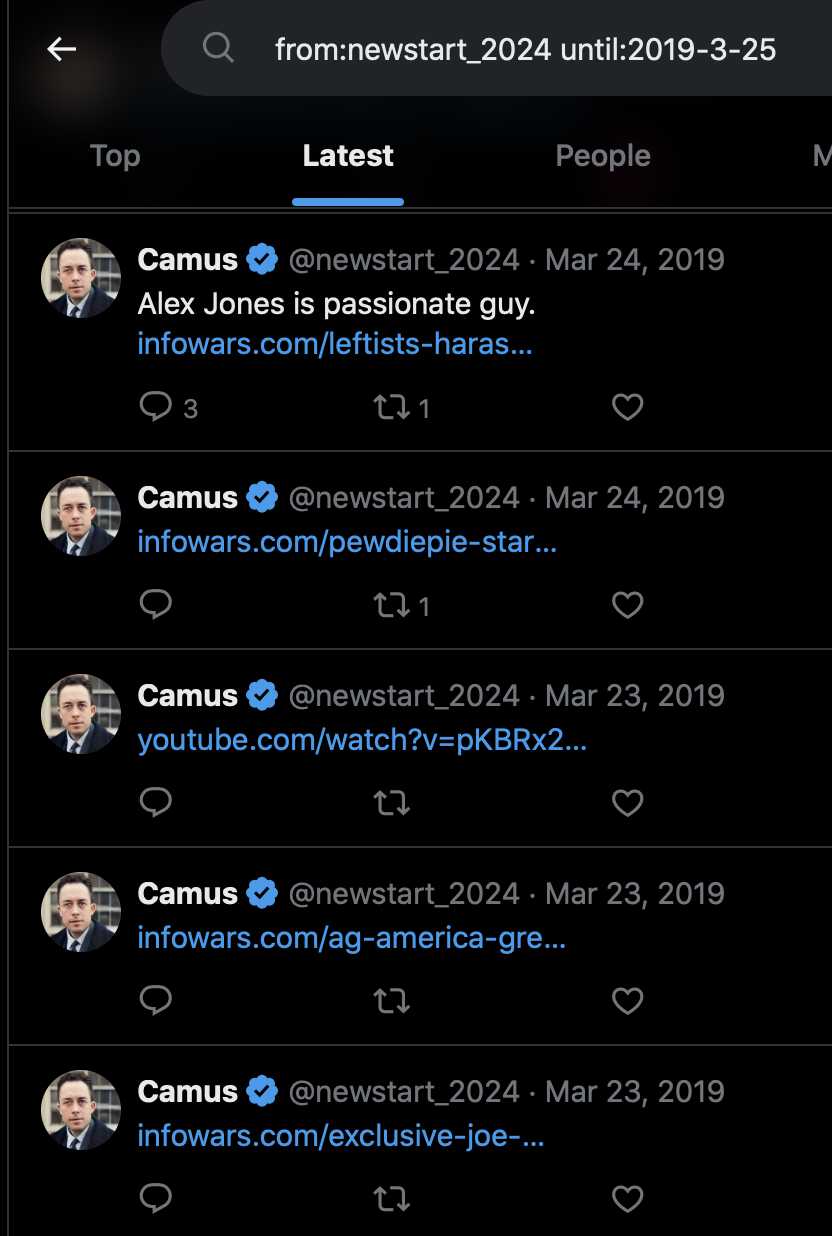 from:newstart_2024 until:2019-3-25
Top Latest People
Camus @newstart_2024 · Mar 24, 2019
Alex Jones is passionate guy.
infowars.com/leftists-haras...
3 1
Camus @newstart_2024 · Mar 24, 2019
infowars.com/pewdiepie-star...
1
Camus @newstart_2024 · Mar 23, 2019
youtube.com/watch?v=pKBRx2...
Camus @newstart_2024 · Mar 23, 2019
infowars.com/ag-america-gre...
Camus @newstart_2024 · Mar 23, 2019
infowars.com/exclusive-joe-...